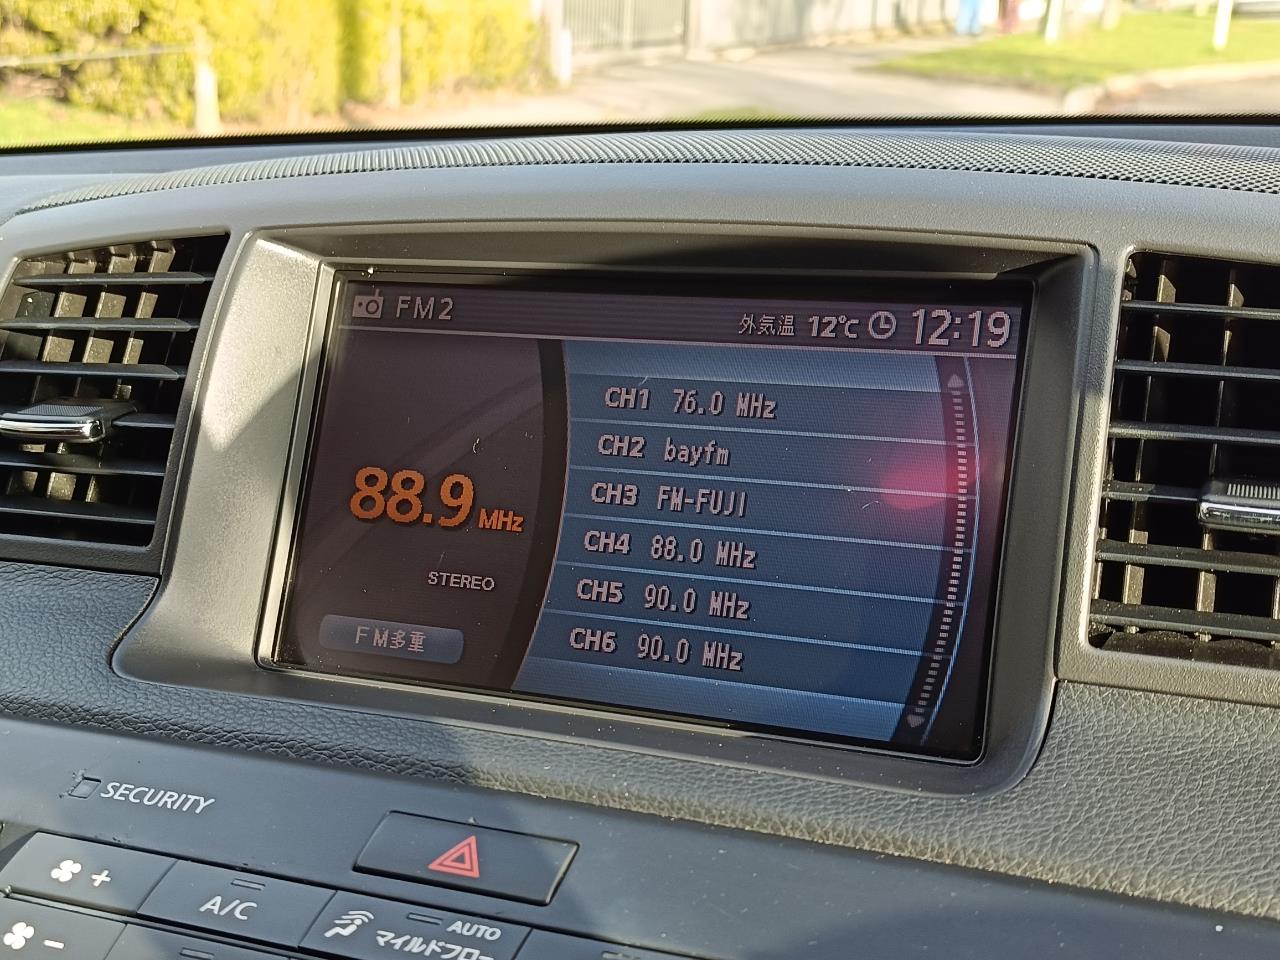 FM2
外気温 12℃ 12:19
CH1 76.0 MHz
CH2 bayfm
CH3 FM-FUJI
CH4 88.0 MHz
CH5 90.0 MHz
CH6 90.0 MHz
88.9 MHz
STEREO
FM多重
SECURITY
+
A/C
AUTO
マイルドフロー
-